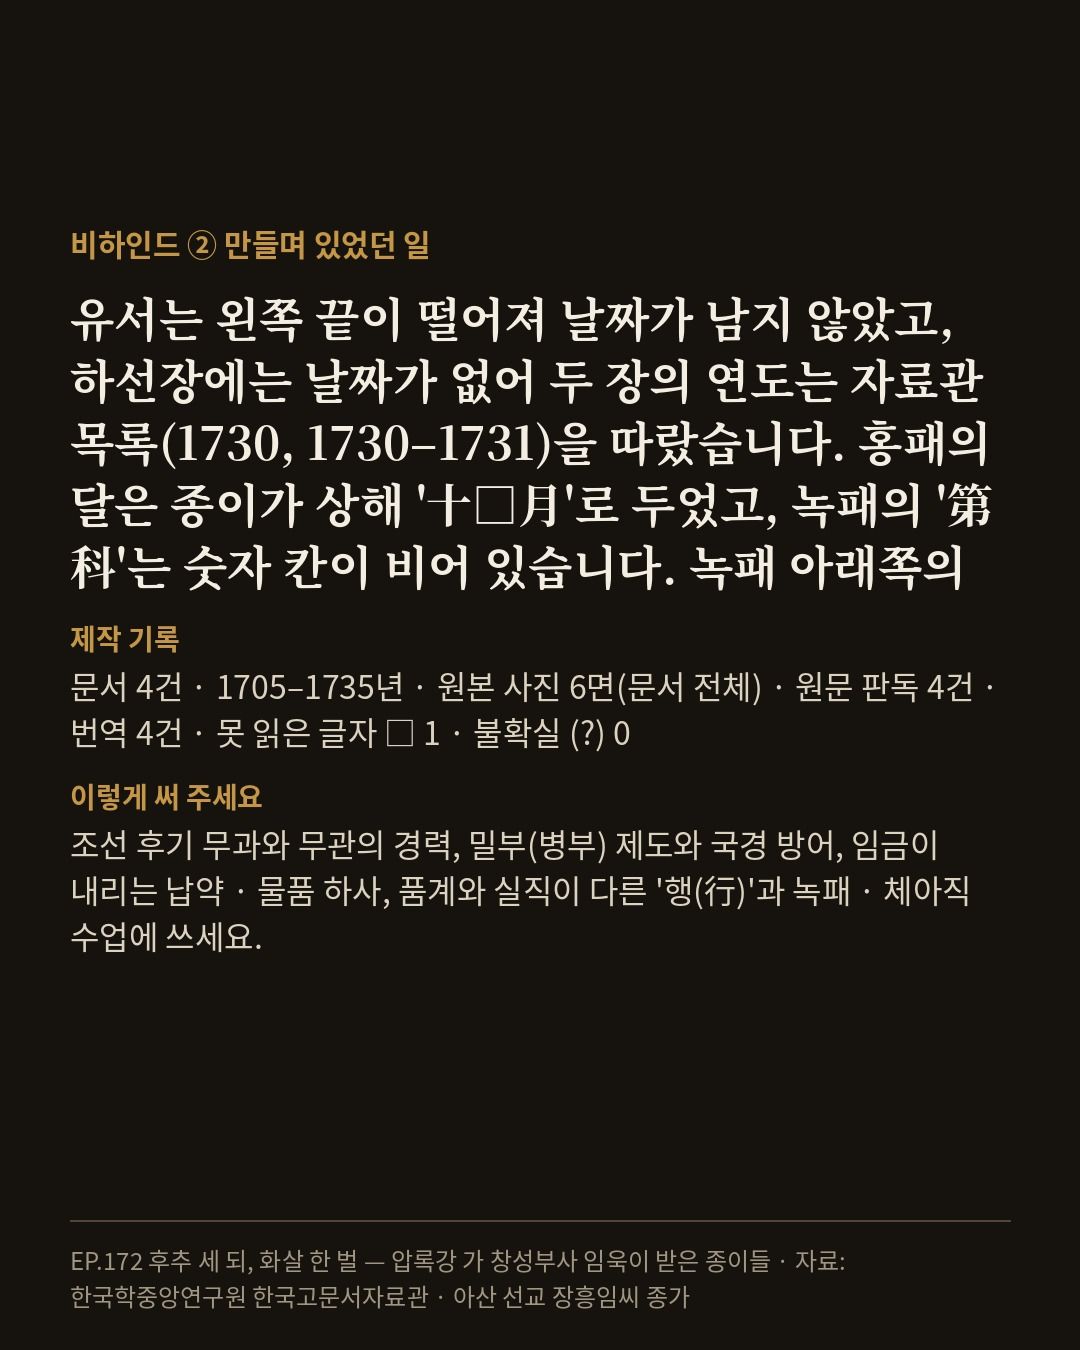 비하인드 ② 만들며 있었던 일
유서는 왼쪽 끝이 떨어져 날짜가 남지 않았고,
하선장에는 날짜가 없어 두 장의 연도는 자료관
목록(1730, 1730–1731)을 따랐습니다. 홍패의
달은 종이가 상해 '十□月'로 두었고, 녹패의 '第
科'는 숫자 칸이 비어 있습니다. 녹패 아래쪽의
제작 기록
문서 4건 · 1705–1735년 · 원본 사진 6면(문서 전체) · 원문 판독 4건 ·
번역 4건 · 못 읽은 글자 □ 1 · 불확실 (?) 0
이렇게 써 주세요
조선 후기 무과와 무관의 경력, 밀부(병부) 제도와 국경 방어, 임금이
내리는 납약 · 물품 하사, 품계와 실직이 다른 '행(行)'과 녹패 · 체아직
수업에 쓰세요.
EP.172 후추 세 되, 화살 한 벌 — 압록강 가 창성부사 임욱이 받은 종이들 · 자료:
한국학중앙연구원 한국고문서자료관 · 아산 선교 장흥임씨 종가